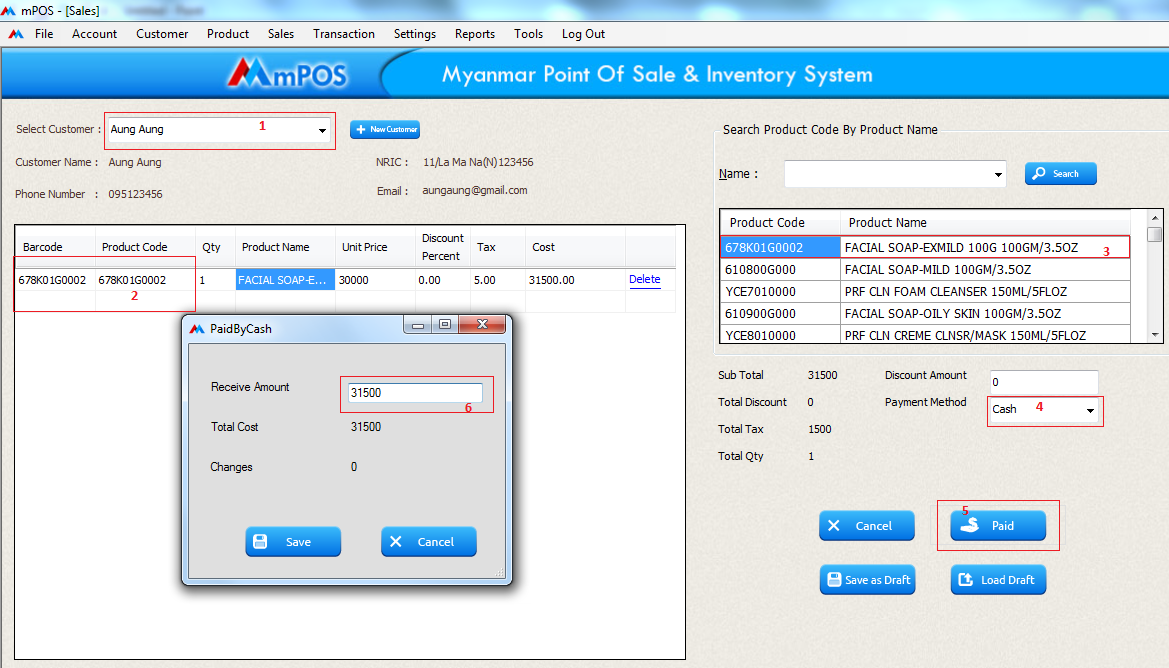 mPOS - [Sales]
File Account Customer Product Sales Transaction Settings Reports Tools Log Out
mPOS
Myanmar Point Of Sale & Inventory System
Select Customer : Aung Aung 1 New Customer
Customer Name : Aung Aung NRIC : 11/La Ma Na(N)123456
Phone Number : 095123456 Email : aungaung@gmail.com
Barcode Product Code Qty Product Name Unit Price Discount Percent Tax Cost
678K01G0002 678K01G0002 1 FACIAL SOAP-E... 30000 0.00 5.00 31500.00 Delete
2
PaidByCash
Receive Amount 31500
6
Total Cost 31500
Changes 0
Save Cancel
Search Product Code By Product Name
Name : Search
Product Code Product Name
678K01G0002 FACIAL SOAP-EXMILD 100G 100GM/3.5OZ 3
610800G000 FACIAL SOAP-MILD 100GM/3.5OZ
YCE7010000 PRF CLN FOAM CLEANSER 150ML/5FLOZ
610900G000 FACIAL SOAP-OILY SKIN 100GM/3.5OZ
YCE8010000 PRF CLN CREME CLNSR/MASK 150ML/5FLOZ
Sub Total 31500 Discount Amount 0
Total Discount 0 Payment Method Cash 4
Total Tax 1500
Total Qty 1
5
Cancel Paid
Save as Draft Load Draft